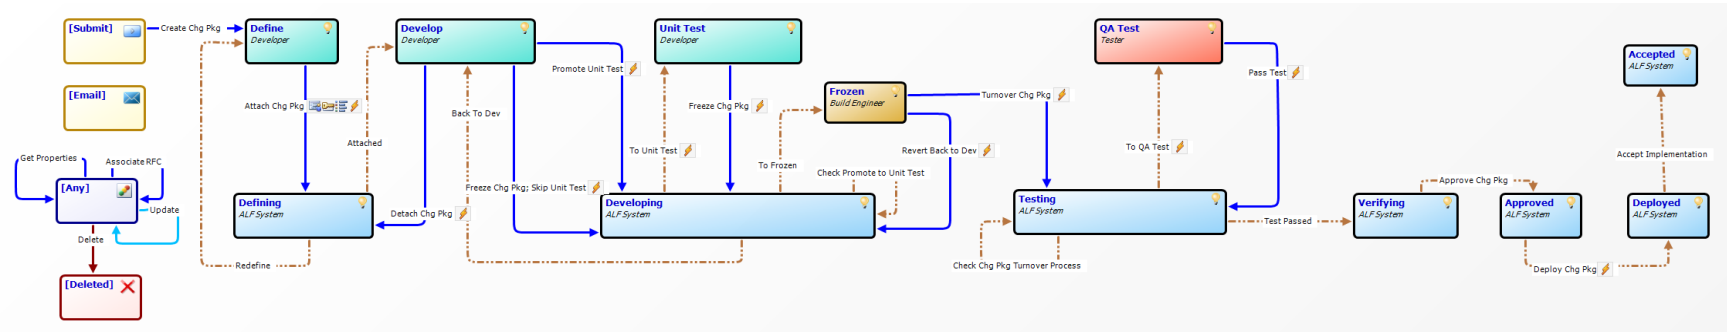 [Submit]
Create Chg Pkg
Define
Developer
Develop
Developer
Unit Test
Developer
QA Test
Tester
Accepted
ALF System
Promote Unit Test
Pass Test
[Email]
Attach Chg Pkg
Back To Dev
Freeze Chg Pkg
Frozen
Build Engineer
Turnover Chg Pkg
Attached
To Unit Test
To Frozen
Revert Back to Dev
To QA Test
Accept Implementation
Get Properties
Associate RFC
[Any]
Update
Delete
[Deleted]
Check Promote to Unit Test
Freeze Chg Pkg; Skip Unit Test
Approve Chg Pkg
Defining
ALF System
Detach Chg Pkg
Developing
ALF System
Testing
ALF System
Test Passed
Verifying
ALF System
Approved
ALF System
Deployed
ALF System
Redefine
Check Chg Pkg Turnover Process
Deploy Chg Pkg